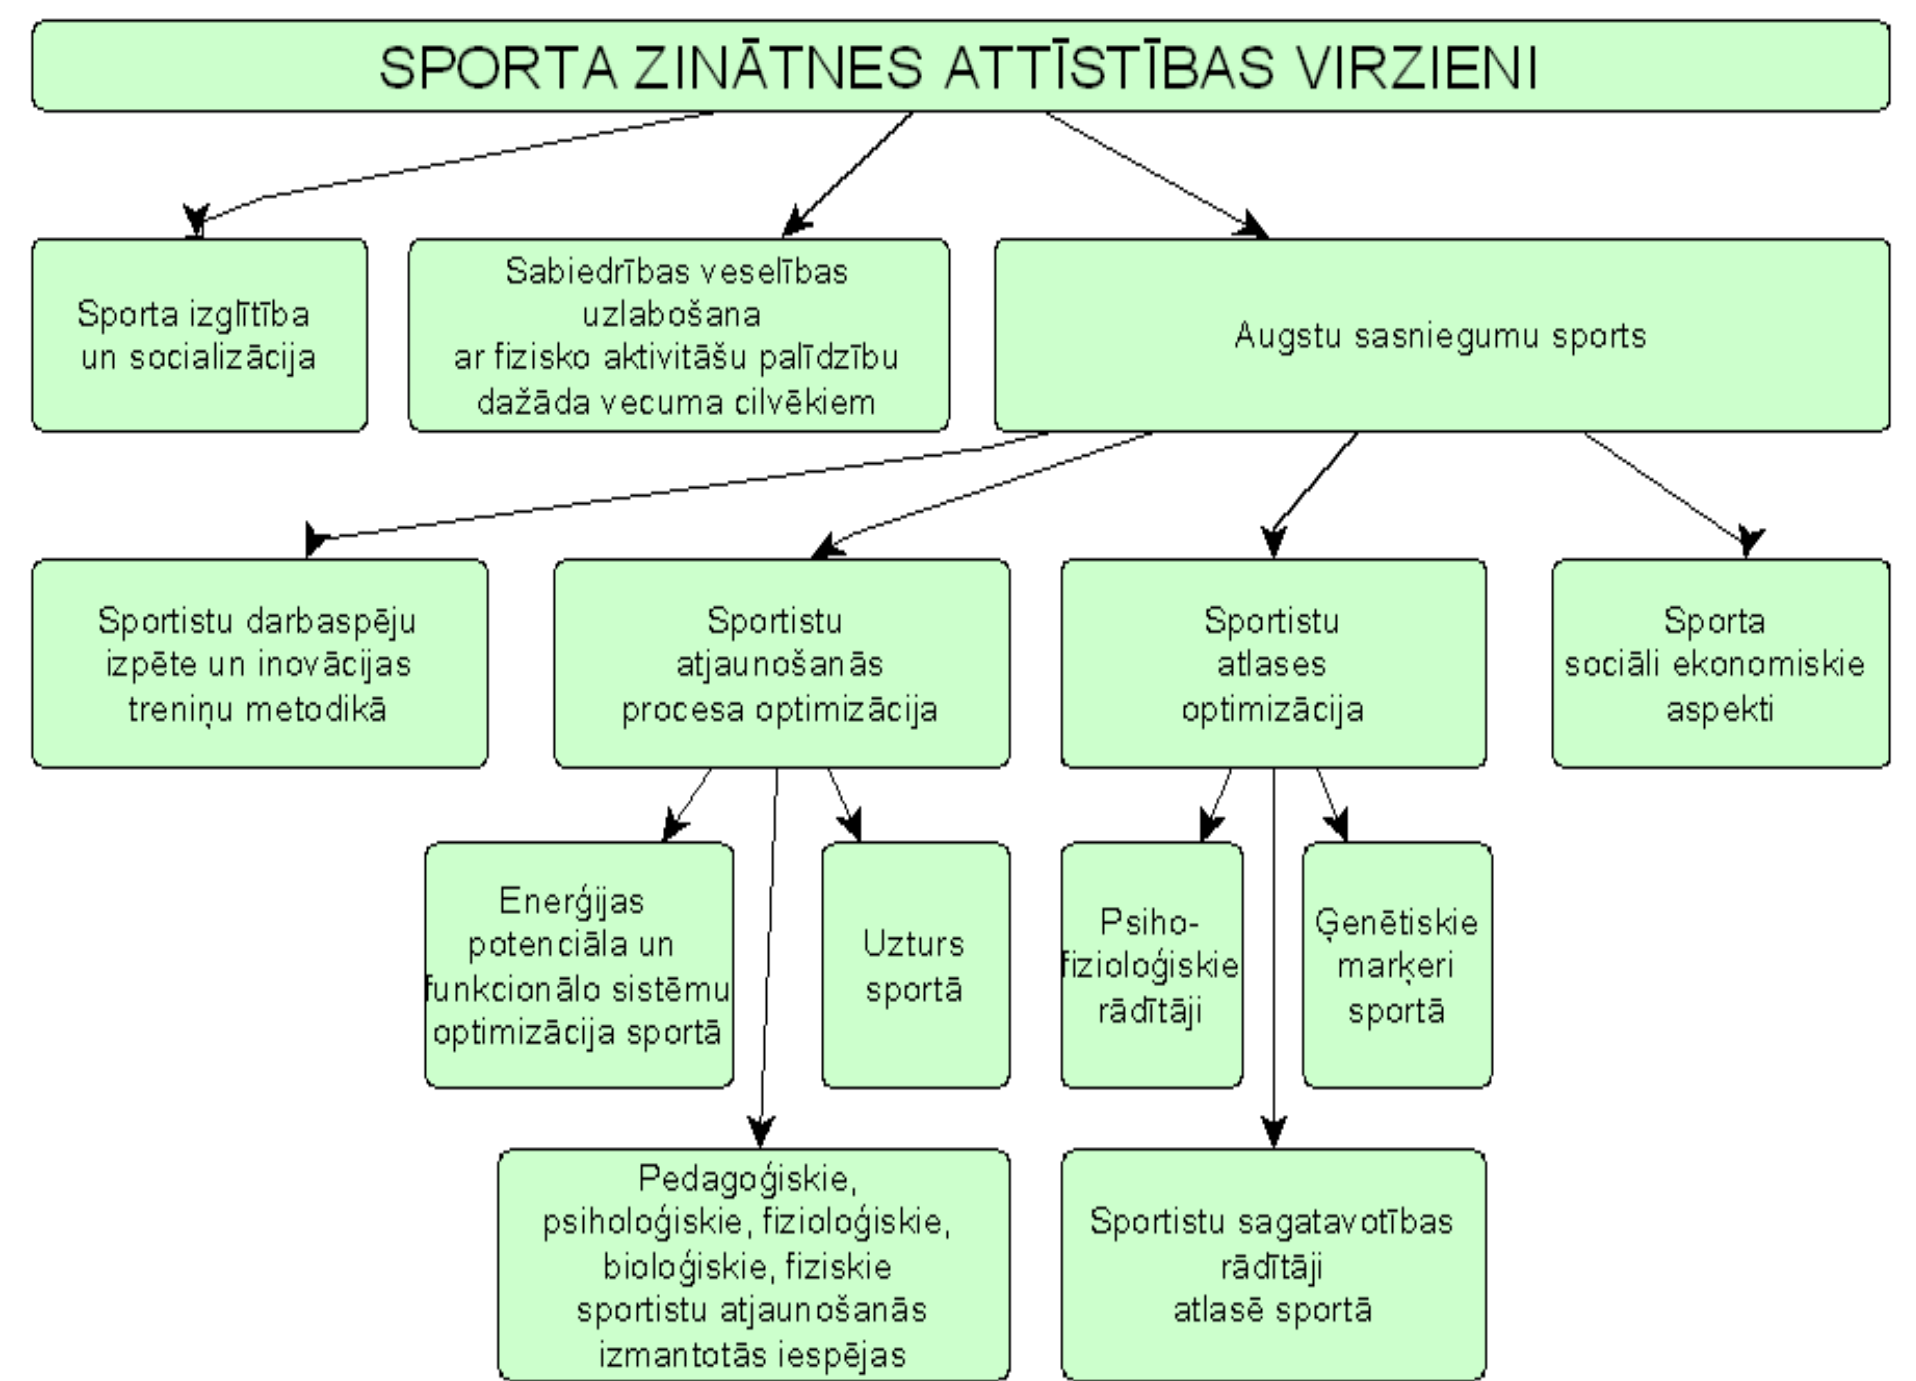 SPORTA ZINĀTNES ATTĪSTĪBAS VIRZIENI
Sporta izglītība
un socializācija
Sabiedrības veselības
uzlabošana
ar fizisko aktivitāšu palīdzību
dažāda vecuma cilvēkiem
Augstu sasniegumu sports
Sportistu darbaspēju
izpēte un inovācijas
treniņu metodikā
Sportistu
atjaunošanās
procesa optimizācija
Sportistu
atlases
optimizācija
Sporta
sociāli ekonomiskie
aspekti
Enerģijas
potenciāla un
funkcionālo sistēmu
optimizācija sportā
Uzturs
sportā
Psiho-
fizioloģiskie
rādītāji
Ģenētiskie
marķeri
sportā
Pedagoģiskie,
psiholoģiskie, fizioloģiskie,
bioloģiskie, fiziskie
sportistu atjaunošanās
izmantotās iespējas
Sportistu sagatavotības
rādītāji
atlasē sportā